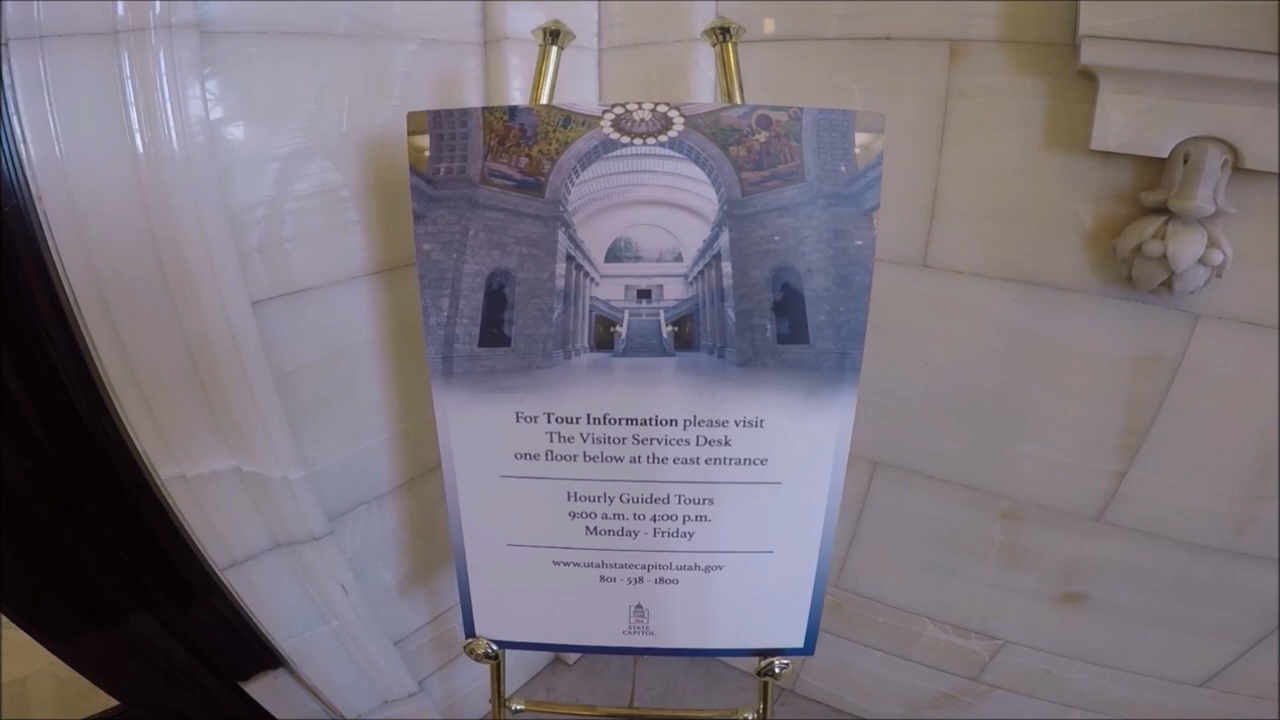 For Tour Information please visit
The Visitor Services Desk
one floor below at the east entrance
Hourly Guided Tours
9:00 a.m. to 4:00 p.m.
Monday - Friday
www.utahstatecapitol.utah.gov
801 - 538 - 1800
STATE
CAPITOL